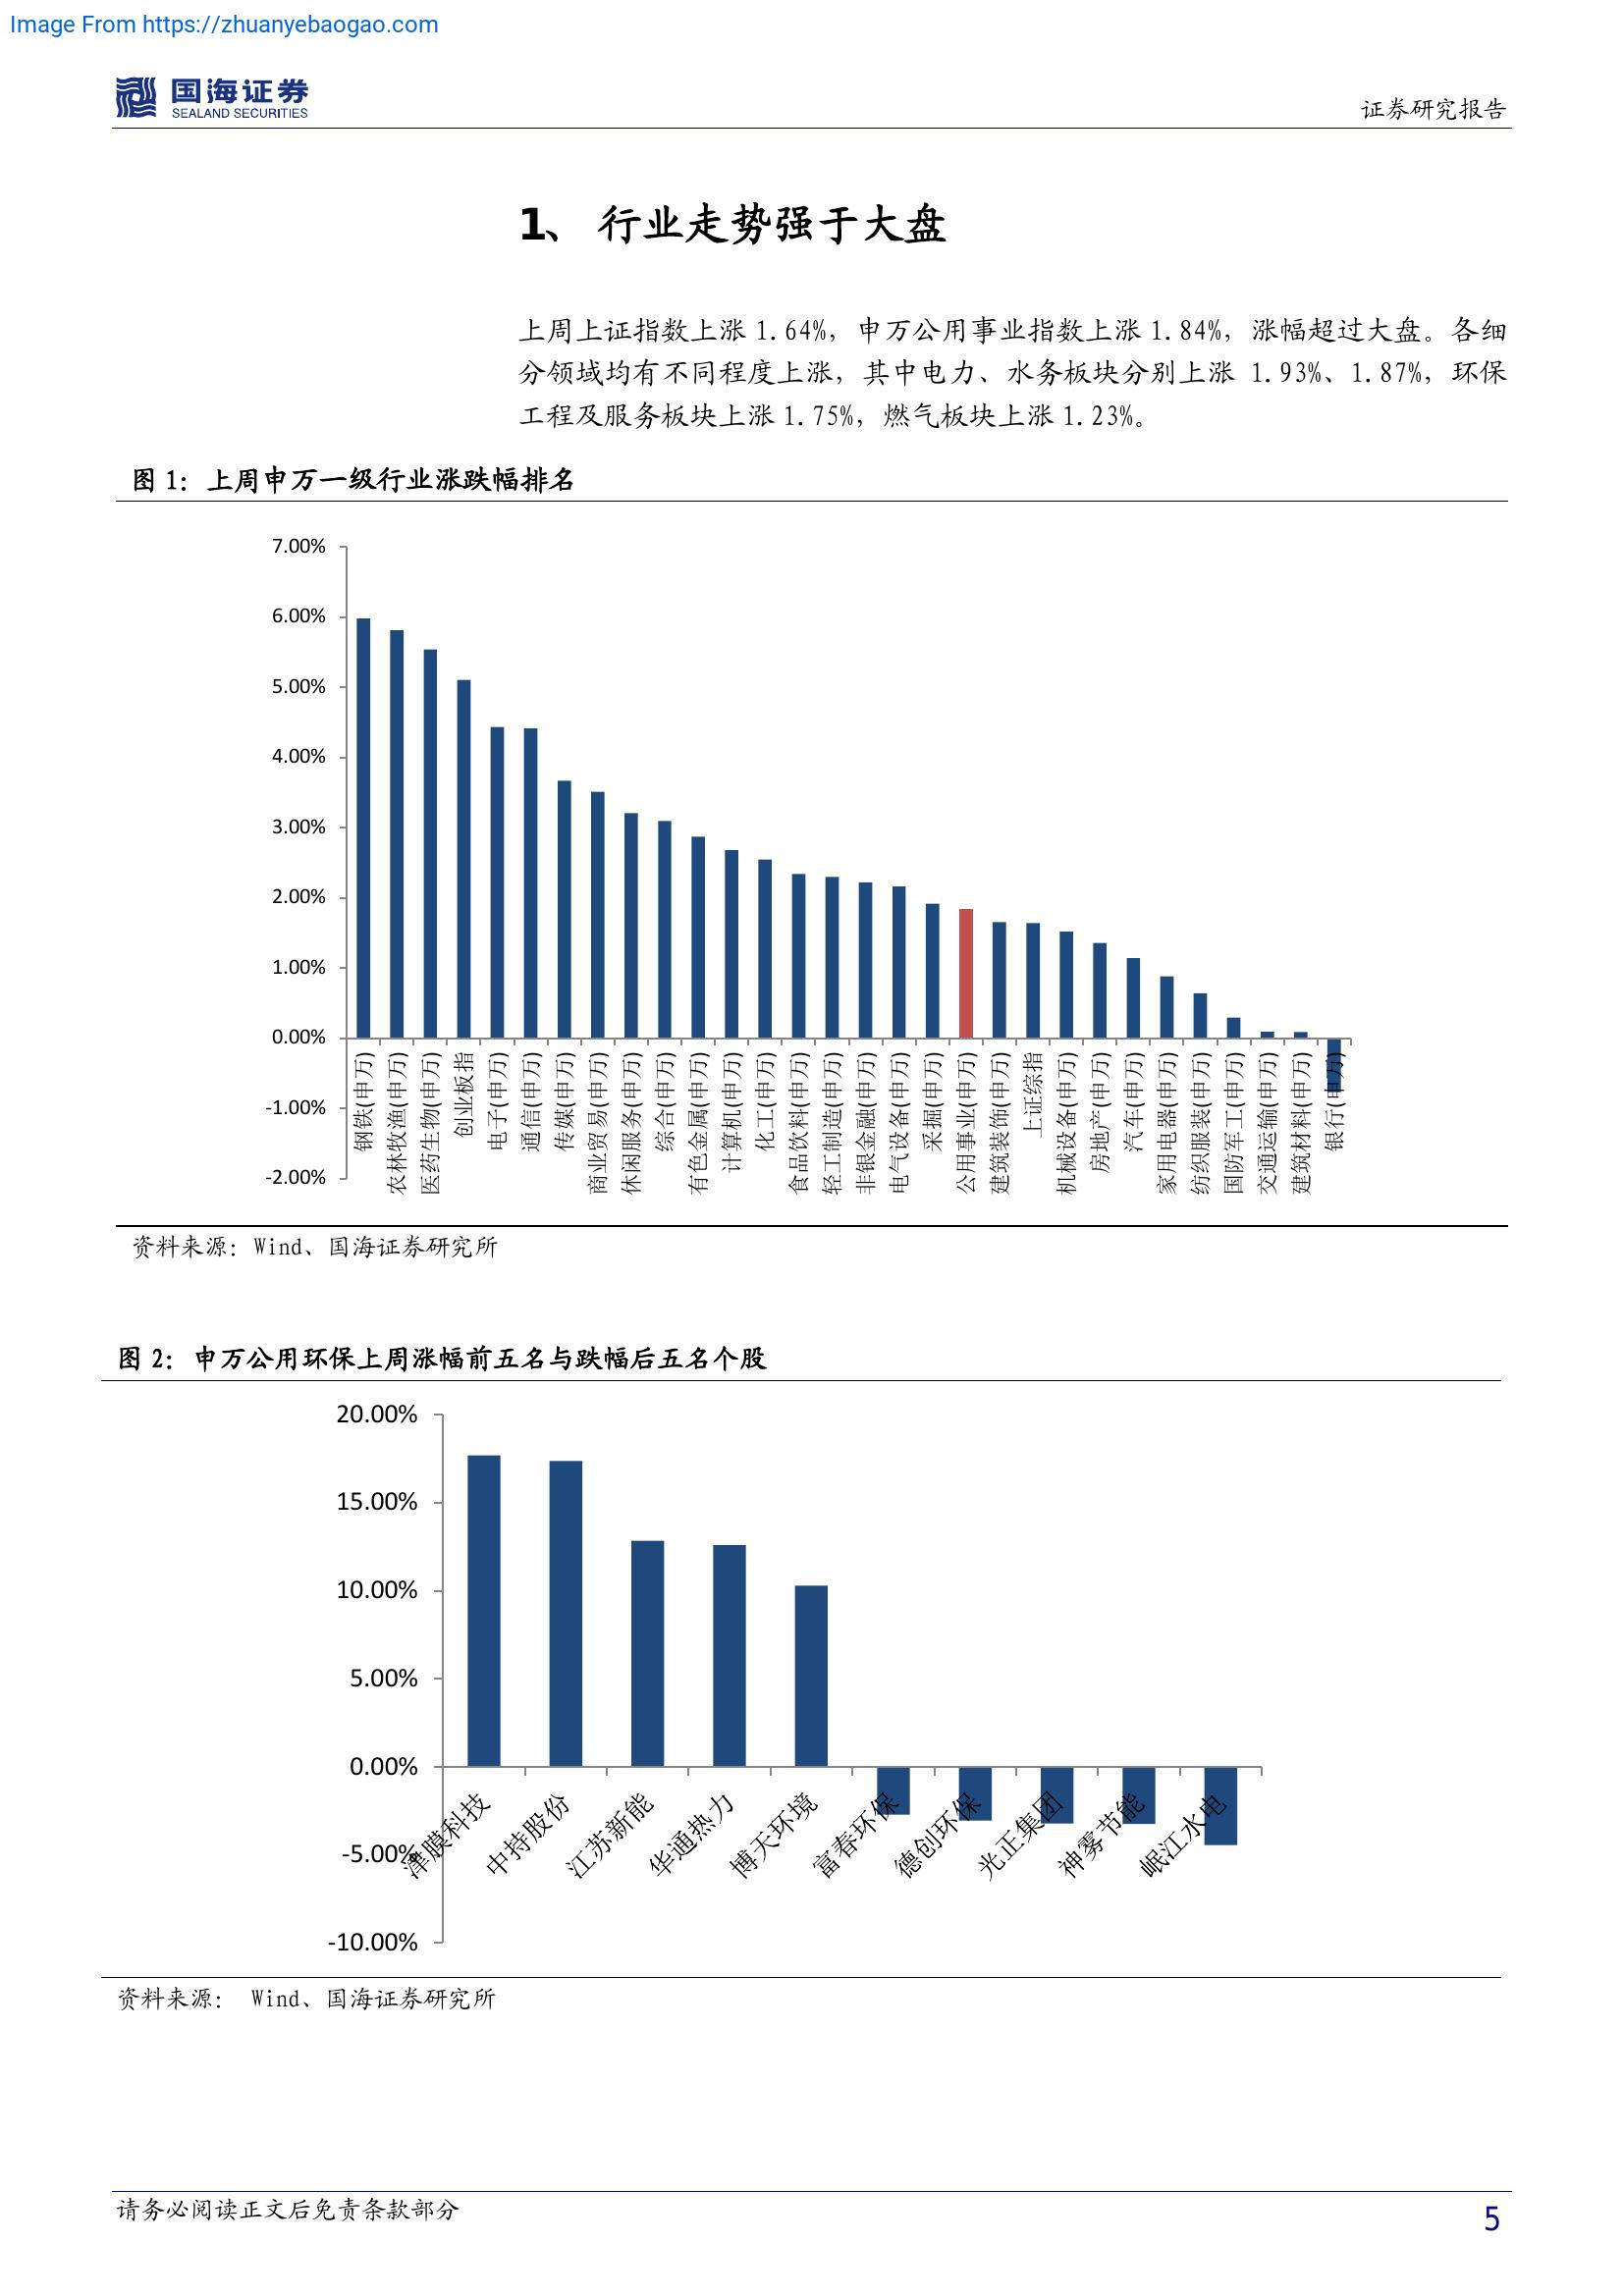 Image From https://zhuanyebaogao.com
国海证券
SEALAND SECURITIES
证券研究报告
1、 行业走势强于大盘
上周上证指数上涨 1.64%，申万公用事业指数上涨 1.84%，涨幅超过大盘。各细
分领域均有不同程度上涨，其中电力、水务板块分别上涨 1.93%、1.87%，环保
工程及服务板块上涨 1.75%，燃气板块上涨 1.23%。
图 1：上周申万一级行业涨跌幅排名
7.00%
6.00%
5.00%
4.00%
3.00%
2.00%
1.00%
0.00%
-1.00%
-2.00%
钢铁(申万)
农林牧渔(申万)
医药生物(申万)
创业板指
电子(申万)
通信(申万)
传媒(申万)
商业贸易(申万)
休闲服务(申万)
综合(申万)
有色金属(申万)
计算机(申万)
化工(申万)
食品饮料(申万)
轻工制造(申万)
非银金融(申万)
电气设备(申万)
采掘(申万)
公用事业(申万)
建筑装饰(申万)
上证综指
机械设备(申万)
房地产(申万)
汽车(申万)
家用电器(申万)
纺织服装(申万)
国防军工(申万)
交通运输(申万)
建筑材料(申万)
银行(申万)
资料来源：Wind、国海证券研究所
图 2：申万公用环保上周涨幅前五名与跌幅后五名个股
20.00%
15.00%
10.00%
5.00%
0.00%
-5.00%
-10.00%
津膜科技
中持股份
江苏新能
华通热力
博天环境
富春环保
德创环保
光正集团
神雾节能
岷江水电
资料来源： Wind、国海证券研究所
请务必阅读正文后免责条款部分
5